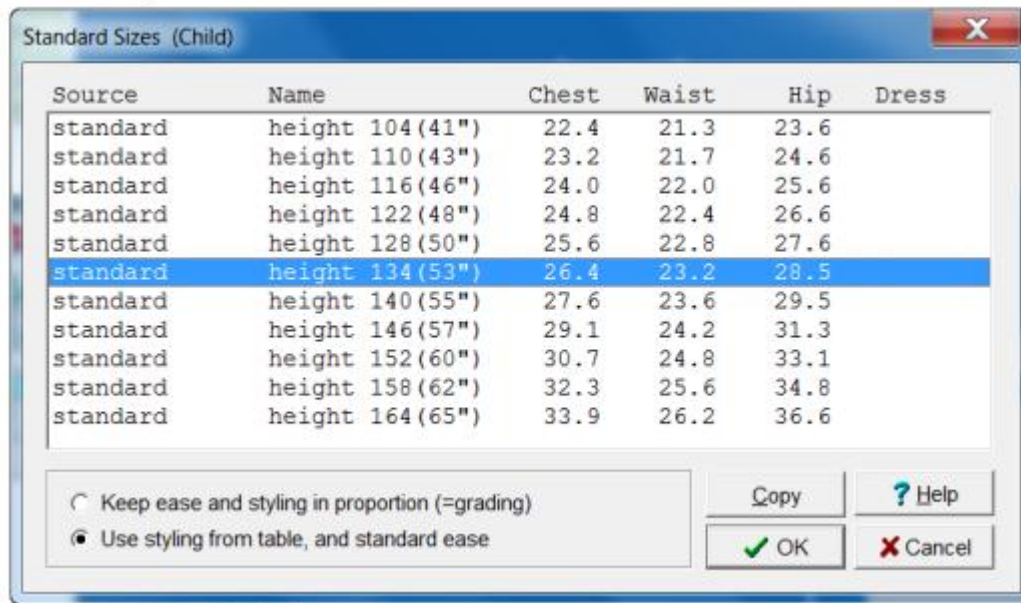 Standard Sizes (Child)
Source Name Chest Waist Hip Dress
standard height 104(41") 22.4 21.3 23.6
standard height 110(43") 23.2 21.7 24.6
standard height 116(46") 24.0 22.0 25.6
standard height 122(48") 24.8 22.4 26.6
standard height 128(50") 25.6 22.8 27.6
standard height 134(53") 26.4 23.2 28.5
standard height 140(55") 27.6 23.6 29.5
standard height 146(57") 29.1 24.2 31.3
standard height 152(60") 30.7 24.8 33.1
standard height 158(62") 32.3 25.6 34.8
standard height 164(65") 33.9 26.2 36.6
Keep ease and styling in proportion (=grading)
Use styling from table, and standard ease
Copy ? Help
OK Cancel